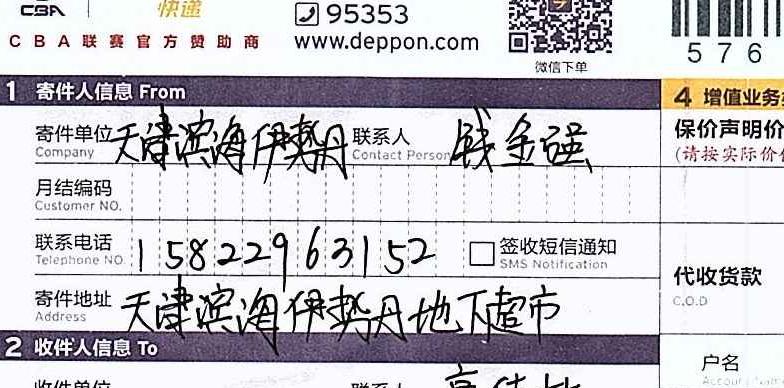 CBA 快递 95353
CBA联赛官方赞助商 www.deppon.com 微信下单 576
1 寄件人信息 From 4 增值业务
寄件单位 Company 天津滨海伊势丹 联系人 Contact Person 钱金强 保价声明价
(请按实际价
月结编码 Customer NO.
联系电话 Telephone NO. 15822963152 签收短信通知 SMS Notification 代收货款 C.O.D
寄件地址 Address 天津滨海伊势丹地下超市
2 收件人信息 To 户名
收件单位 联系人